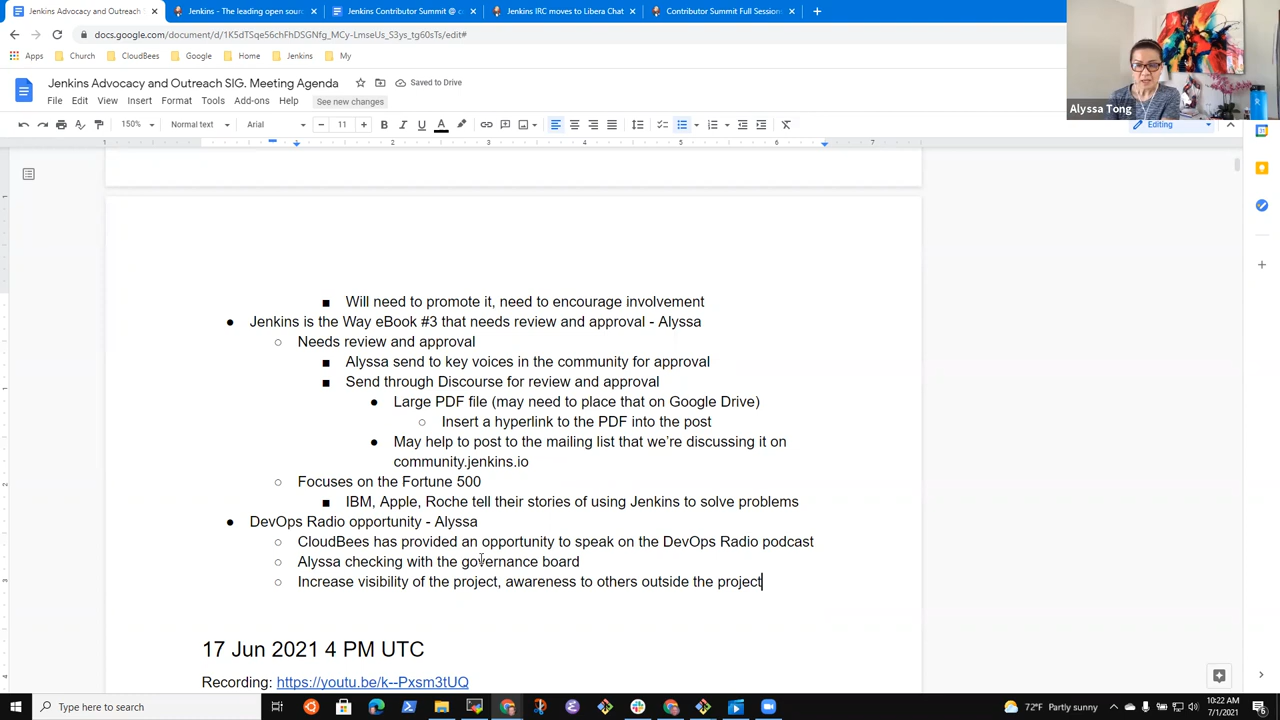 Jenkins Advocacy and Outreach
Jenkins - The leading open sour
Jenkins Contributor Summit @ c
Jenkins IRC moves to Libera Chat
Contributor Summit Full Session
docs.google.com/document/d/1K5dTSqe56chFhDSGNfg_MCy-LmseUs_S3ys_tg60sTs/edit#
Apps Church CloudBees Google Home Jenkins My
Jenkins Advocacy and Outreach SIG. Meeting Agenda
Saved to Drive
File Edit View Insert Format Tools Add-ons Help See new changes
150% Normal text Arial 11 Editing
Alyssa Tong
1 2 3 4 5 6 7
Will need to promote it, need to encourage involvement
Jenkins is the Way eBook #3 that needs review and approval - Alyssa
Needs review and approval
Alyssa send to key voices in the community for approval
Send through Discourse for review and approval
Large PDF file (may need to place that on Google Drive)
Insert a hyperlink to the PDF into the post
May help to post to the mailing list that we're discussing it on
community.jenkins.io
Focuses on the Fortune 500
IBM, Apple, Roche tell their stories of using Jenkins to solve problems
DevOps Radio opportunity - Alyssa
CloudBees has provided an opportunity to speak on the DevOps Radio podcast
Alyssa checking with the governance board
Increase visibility of the project, awareness to others outside the project
17 Jun 2021 4 PM UTC
Recording: https://youtu.be/k--Pxsm3tUQ
Type here to search
72°F Partly sunny
10:22 AM
7/1/2021